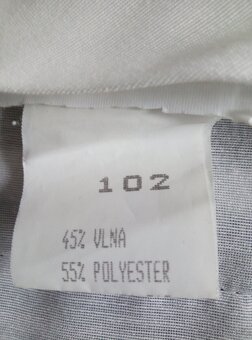 102
45% VLNA
55% POLYESTER